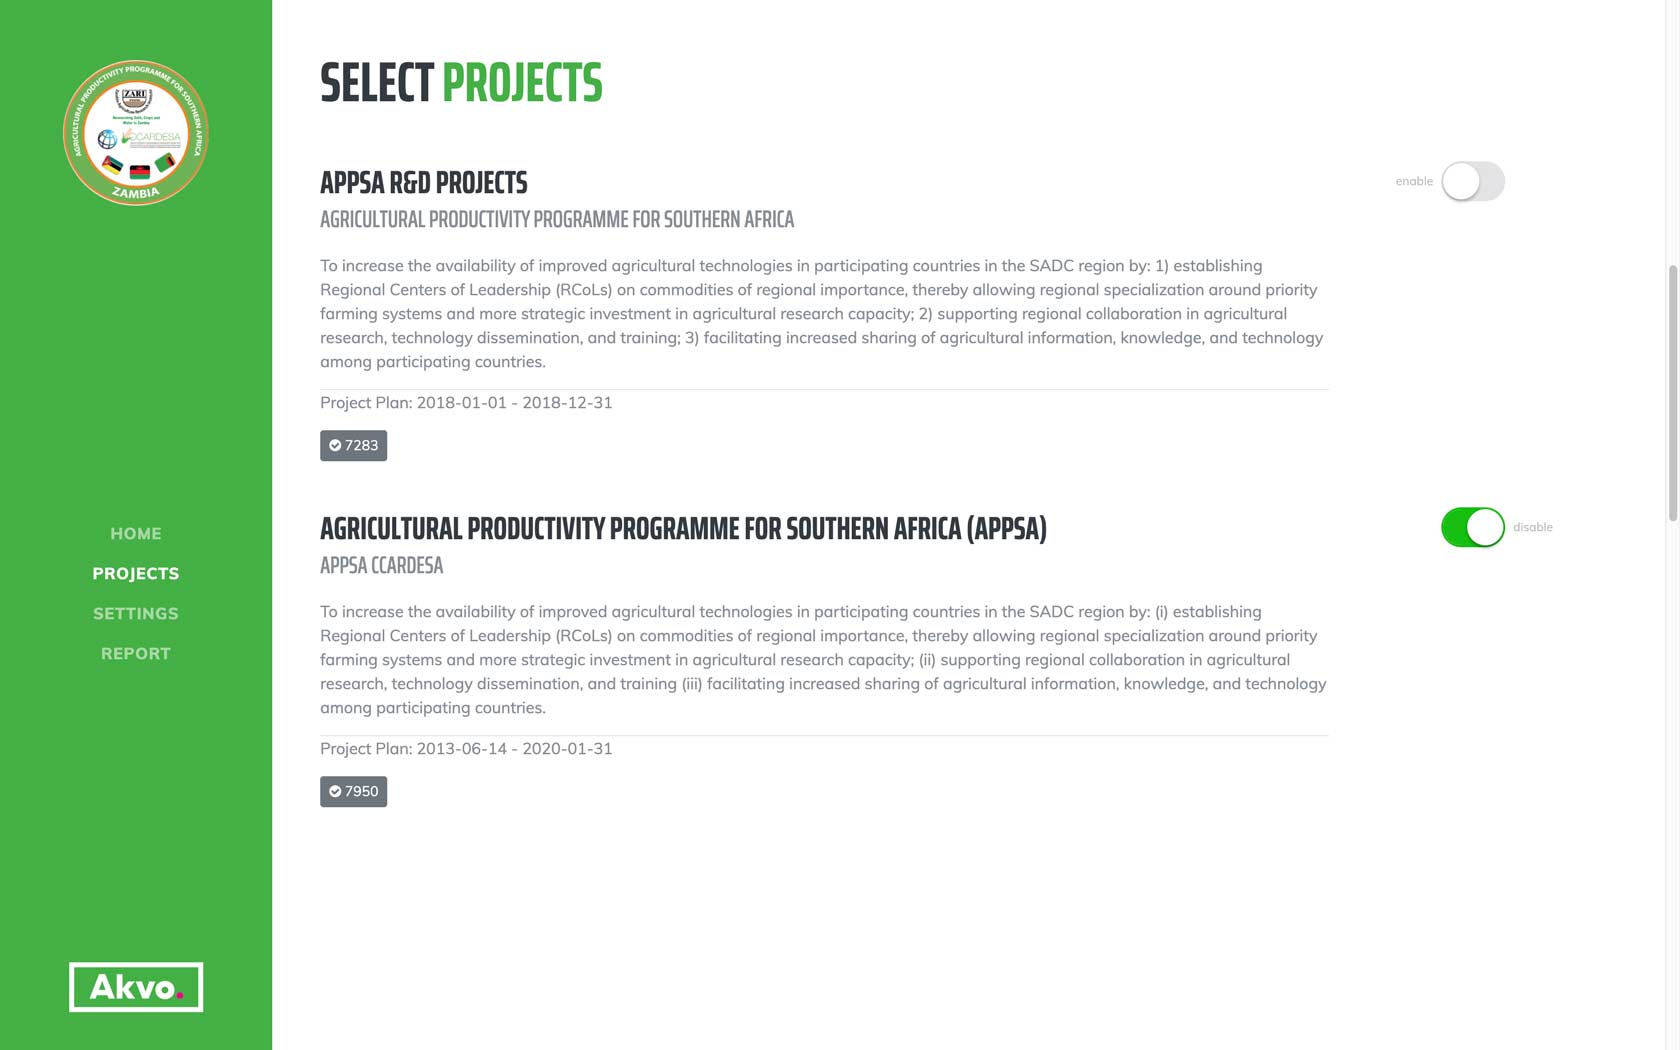 AGRICULTURAL PRODUCTIVITY PROGRAMME FOR SOUTHERN AFRICA
ZARI
CCARDESA
ZAMBIA
HOME
PROJECTS
SETTINGS
REPORT
Akvo.
SELECT PROJECTS
APPSA R&D PROJECTS
enable
AGRICULTURAL PRODUCTIVITY PROGRAMME FOR SOUTHERN AFRICA
To increase the availability of improved agricultural technologies in participating countries in the SADC region by: 1) establishing
Regional Centers of Leadership (RCoLs) on commodities of regional importance, thereby allowing regional specialization around priority
farming systems and more strategic investment in agricultural research capacity; 2) supporting regional collaboration in agricultural
research, technology dissemination, and training; 3) facilitating increased sharing of agricultural information, knowledge, and technology
among participating countries.
Project Plan: 2018-01-01 - 2018-12-31
7283
AGRICULTURAL PRODUCTIVITY PROGRAMME FOR SOUTHERN AFRICA (APPSA)
disable
APPSA CCARDESA
To increase the availability of improved agricultural technologies in participating countries in the SADC region by: (i) establishing
Regional Centers of Leadership (RCoLs) on commodities of regional importance, thereby allowing regional specialization around priority
farming systems and more strategic investment in agricultural research capacity; (ii) supporting regional collaboration in agricultural
research, technology dissemination, and training (iii) facilitating increased sharing of agricultural information, knowledge, and technology
among participating countries.
Project Plan: 2013-06-14 - 2020-01-31
7950